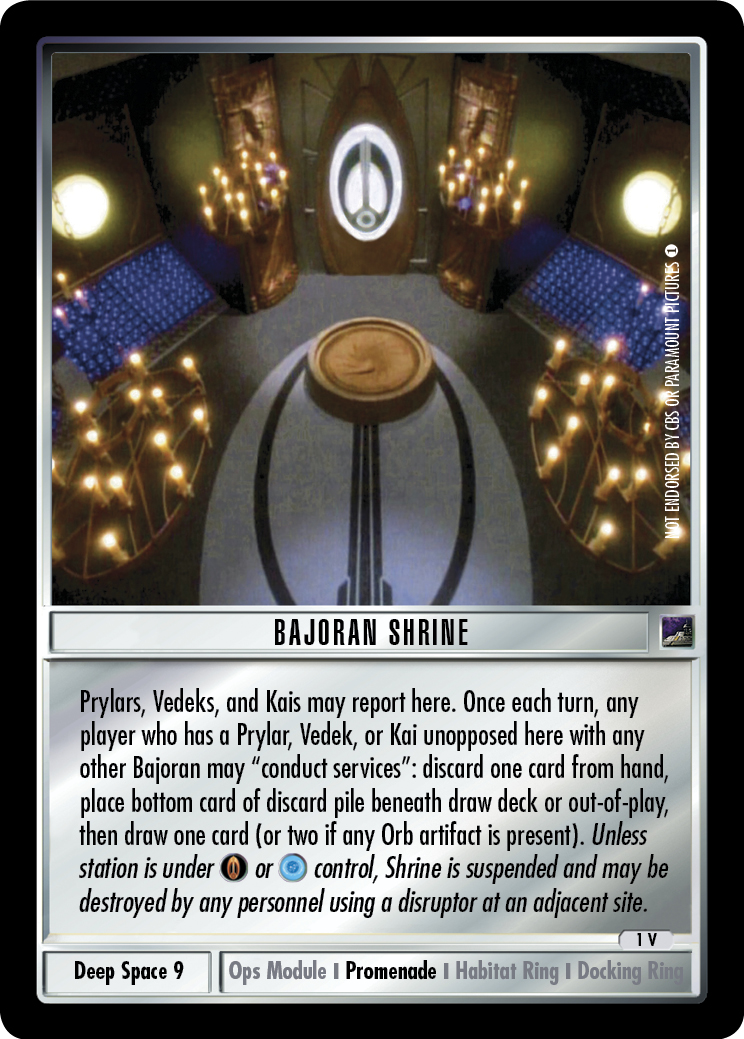 NOT ENDORSED BY CBS OR PARAMOUNT PICTURES 1
BAJORAN SHRINE
Prylars, Vedeks, and Kais may report here. Once each turn, any
player who has a Prylar, Vedek, or Kai unopposed here with any
other Bajoran may “conduct services”: discard one card from hand,
place bottom card of discard pile beneath draw deck or out-of-play,
then draw one card (or two if any Orb artifact is present). Unless
station is under or control, Shrine is suspended and may be
destroyed by any personnel using a disruptor at an adjacent site.
1 V
Deep Space 9
Ops Module I Promenade I Habitat Ring I Docking Ring